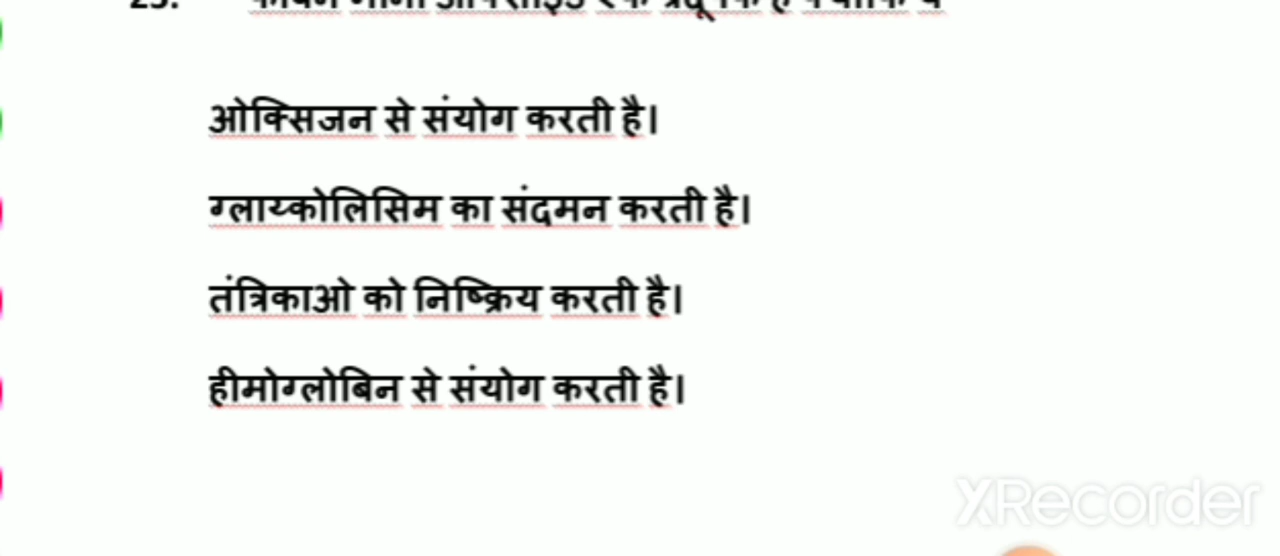 ओक्सिजन से संयोग करती है।
ग्लाय्कोलिसिम का संदमन करती है।
तंत्रिकाओ को निष्क्रिय करती है।
हीमोग्लोबिन से संयोग करती है।
XRecorder